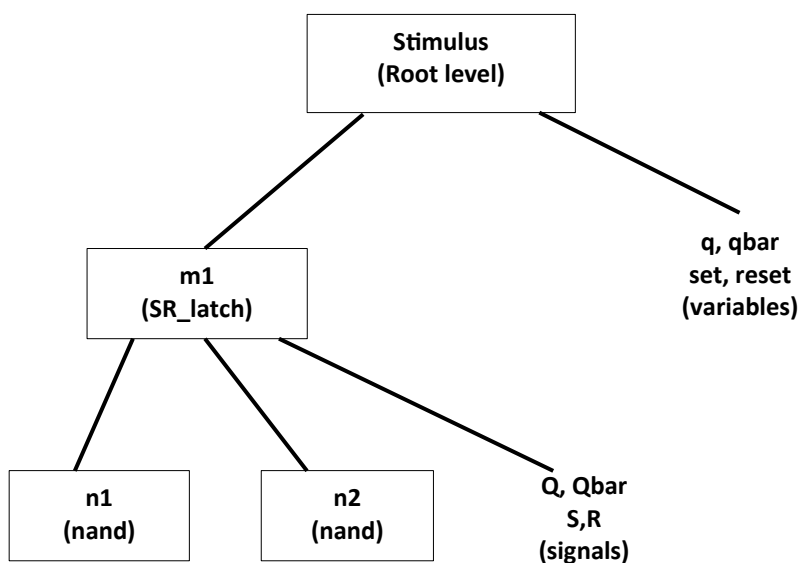 Stimulus
(Root level)
q, qbar
set, reset
(variables)
m1
(SR_latch)
n1
(nand)
n2
(nand)
Q, Qbar
S,R
(signals)